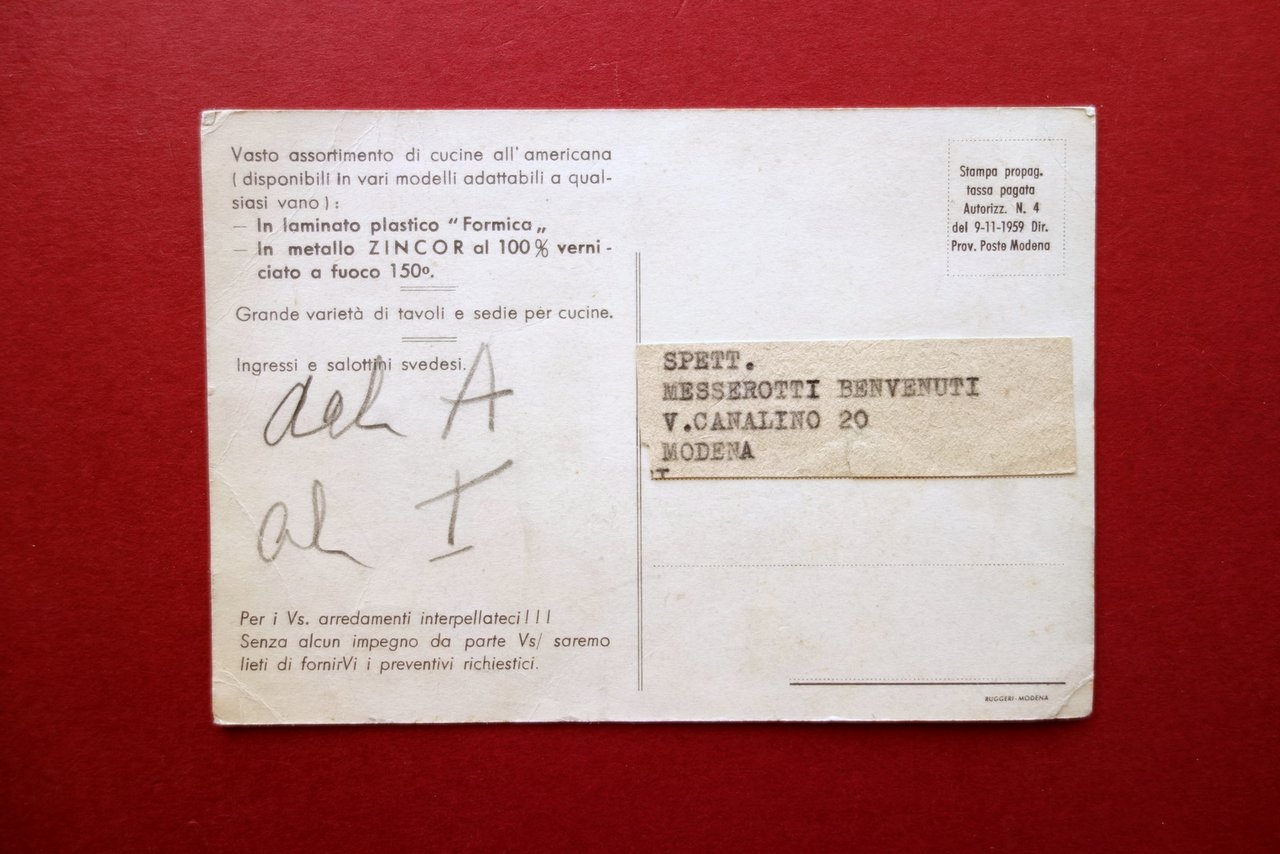 Vasto assortimento di cucine all'americana
(disponibili in vari modelli adattabili a qual-
siasi vano):
— In laminato plastico "Formica„
— In metallo ZINCOR al 100% verni-
ciato a fuoco 150º.
Grande varietà di tavoli e sedie per cucine.
Ingressi e salottini svedesi.
A
al I
Per i Vs. arredamenti interpellateci!!!
Senza alcun impegno da parte Vs/ saremo
lieti di fornirVi i preventivi richiestici.
Stampa propag.
tassa pagata
Autorizz. N. 4
del 9-11-1959 Dir.
Prov. Poste Modena
SPETT.
MESSEROTTI BENVENUTI
V.CANALINO 20
MODENA
RUGGERI-MODENA